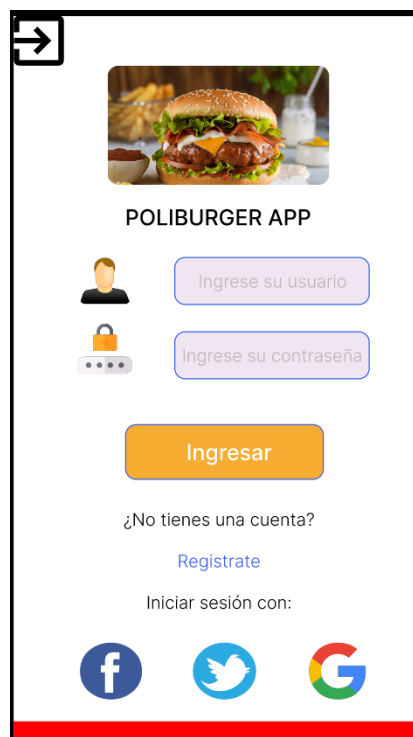 POLIBURGER APP
Ingrese su usuario
Ingrese su contraseña
Ingresar
¿No tienes una cuenta?
Registrate
Iniciar sesión con: